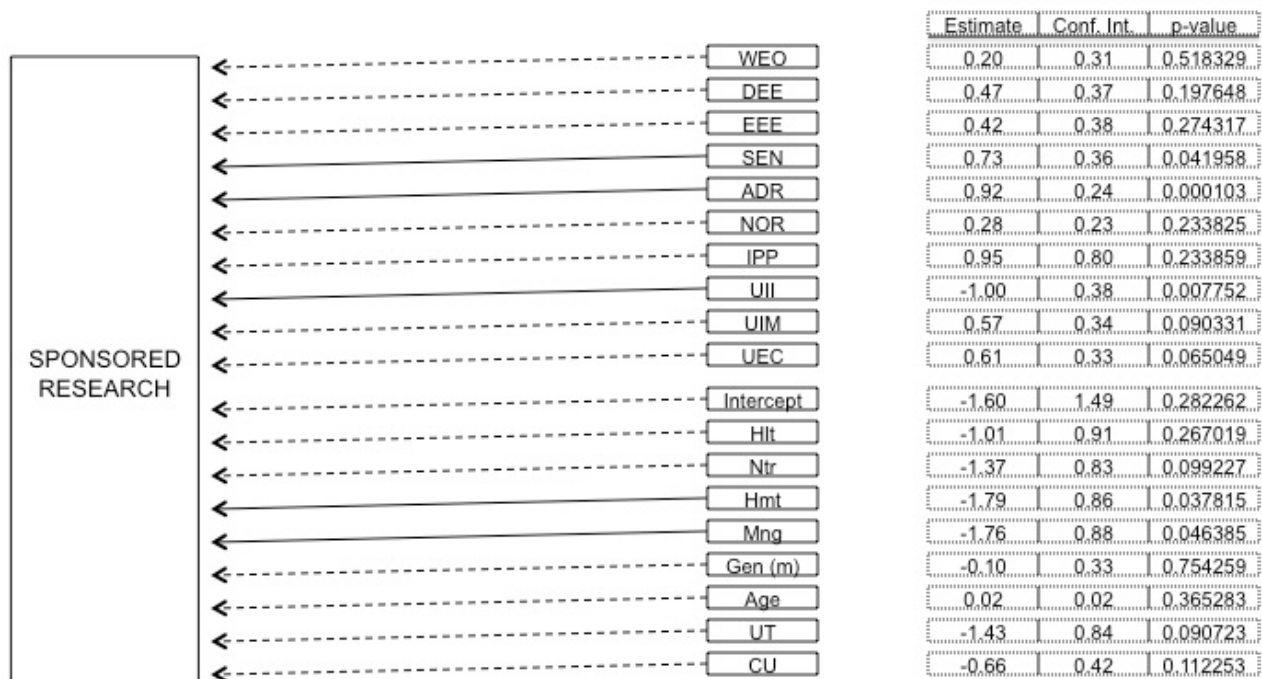 Estimate Conf. Int. p-value
WEO 0.20 0.31 0.518329
DEE 0.47 0.37 0.197648
EEE 0.42 0.38 0.274317
SEN 0.73 0.36 0.041958
ADR 0.92 0.24 0.000103
NOR 0.28 0.23 0.233825
IPP 0.95 0.80 0.233859
UII -1.00 0.38 0.007752
UIM 0.57 0.34 0.090331
UEC 0.61 0.33 0.065049
SPONSORED
RESEARCH
Intercept -1.60 1.49 0.282262
Hlt -1.01 0.91 0.267019
Ntr -1.37 0.83 0.099227
Hmt -1.79 0.86 0.037815
Mng -1.76 0.88 0.046385
Gen (m) -0.10 0.33 0.754259
Age 0.02 0.02 0.365283
UT -1.43 0.84 0.090723
CU -0.66 0.42 0.112253